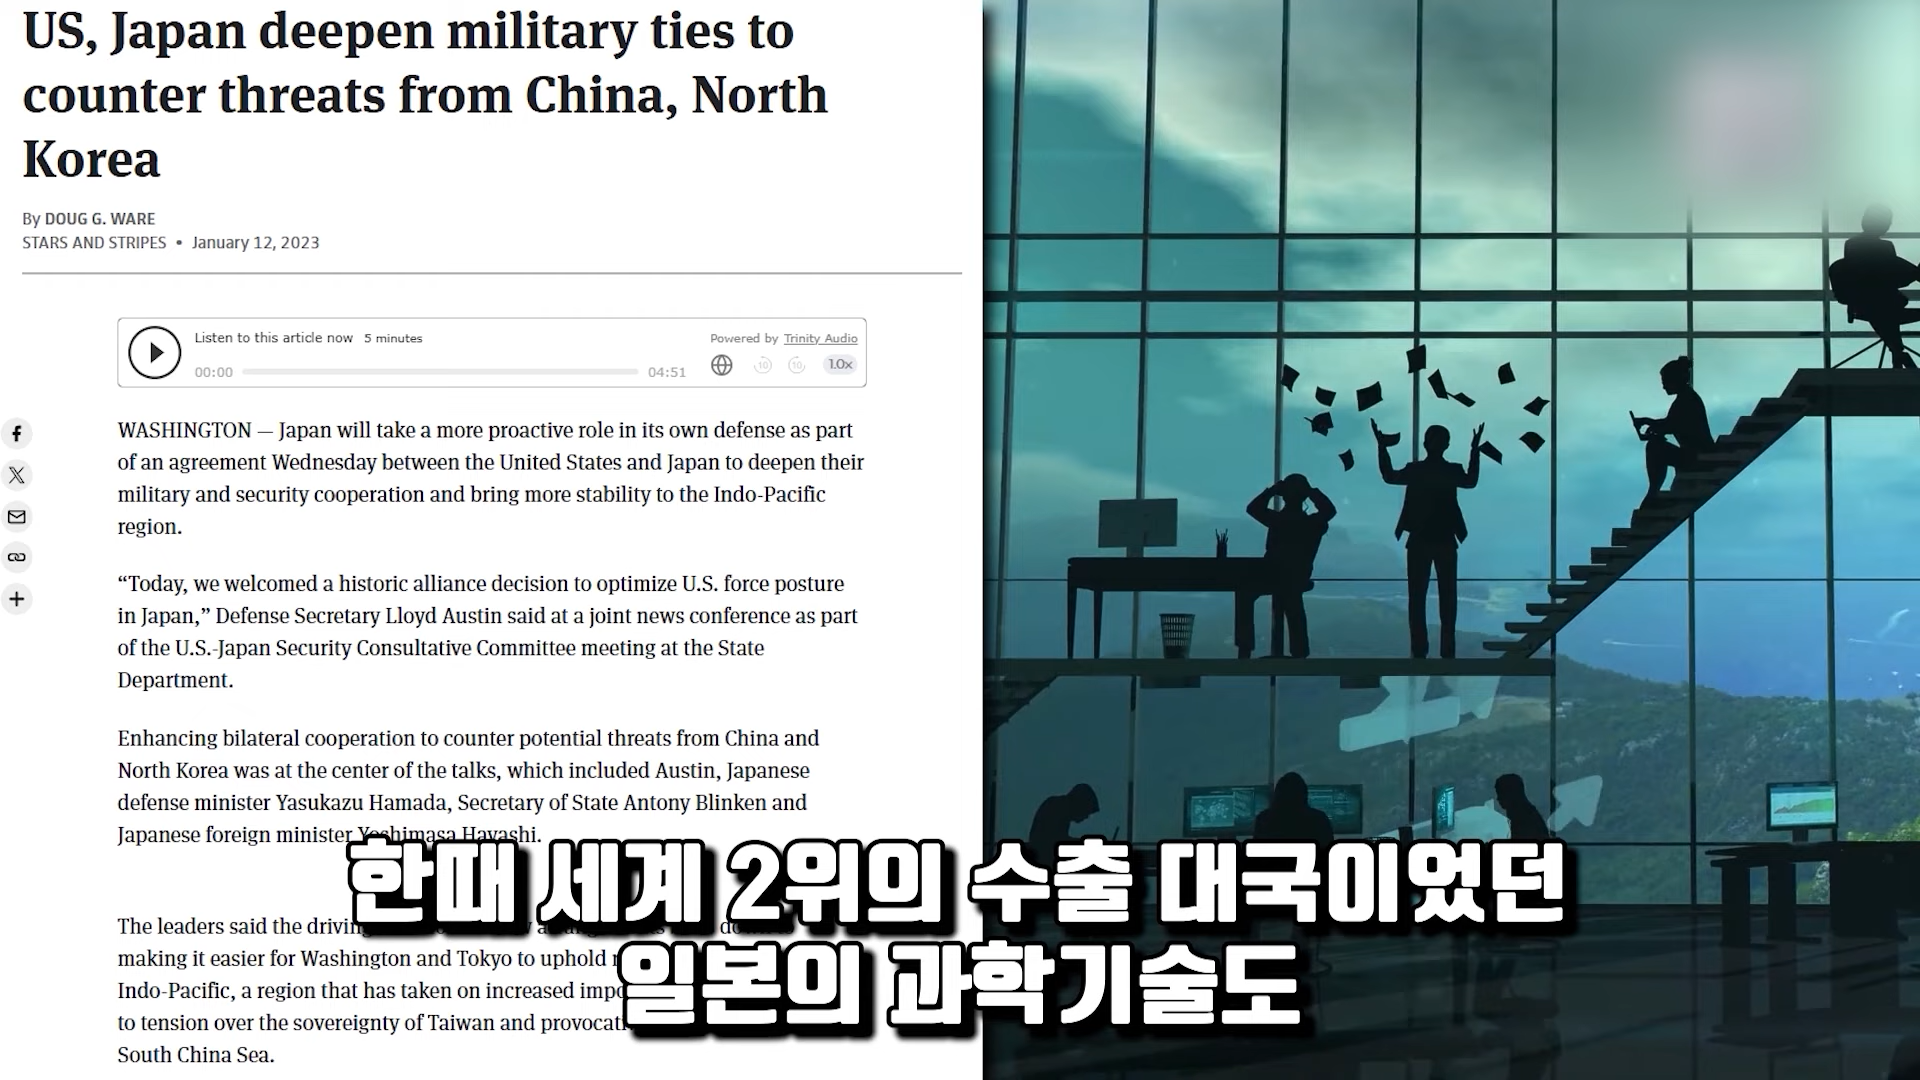 US, Japan deepen military ties to
counter threats from China, North
Korea
By DOUG G. WARE
STARS AND STRIPES • January 12, 2023
Listen to this article now 5 minutes
Powered by Trinity Audio
00:00
04:51
10
10
1.0x
WASHINGTON — Japan will take a more proactive role in its own defense as part
of an agreement Wednesday between the United States and Japan to deepen their
military and security cooperation and bring more stability to the Indo-Pacific
region.
“Today, we welcomed a historic alliance decision to optimize U.S. force posture
in Japan,” Defense Secretary Lloyd Austin said at a joint news conference as part
of the U.S.-Japan Security Consultative Committee meeting at the State
Department.
Enhancing bilateral cooperation to counter potential threats from China and
North Korea was at the center of the talks, which included Austin, Japanese
defense minister Yasukazu Hamada, Secretary of State Antony Blinken and
Japanese foreign minister Yoshimasa Hayashi.
The leaders said the driving
making it easier for Washington and Tokyo to uphold
Indo-Pacific, a region that has taken on increased
to tension over the sovereignty of Taiwan and
South China Sea.
한때 세계 2위의 수출 대국이었던
일본의 과학기술도